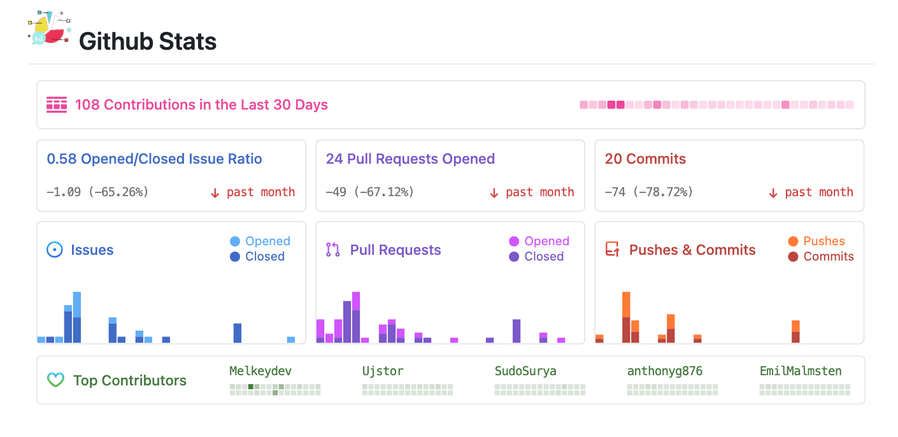 Github Stats
108 Contributions in the Last 30 Days
0.58 Opened/Closed Issue Ratio
-1.09 (-65.26%) ↓ past month
24 Pull Requests Opened
-49 (-67.12%) ↓ past month
20 Commits
-74 (-78.72%) ↓ past month
Issues
Opened
Closed
Pull Requests
Opened
Closed
Pushes & Commits
Pushes
Commits
Top Contributors
Melkeydev
Ujstor
SudoSurya
anthonyg876
EmilMalmsten